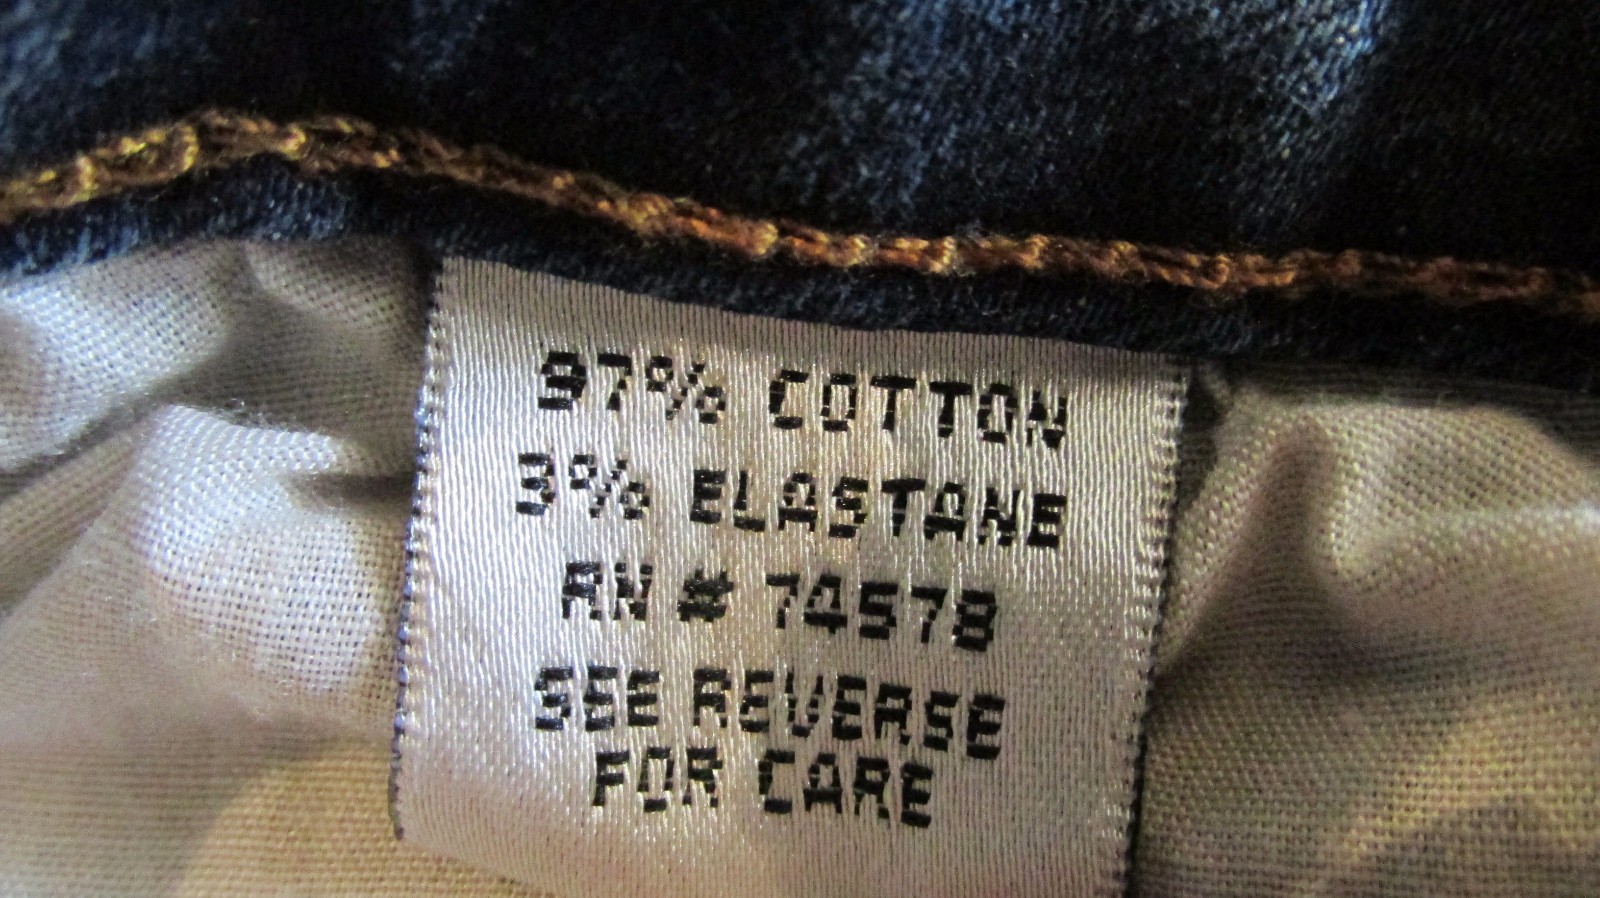 97% COTTON
3% ELASTANE
RN # 74578
SEE REVERSE
FOR CARE